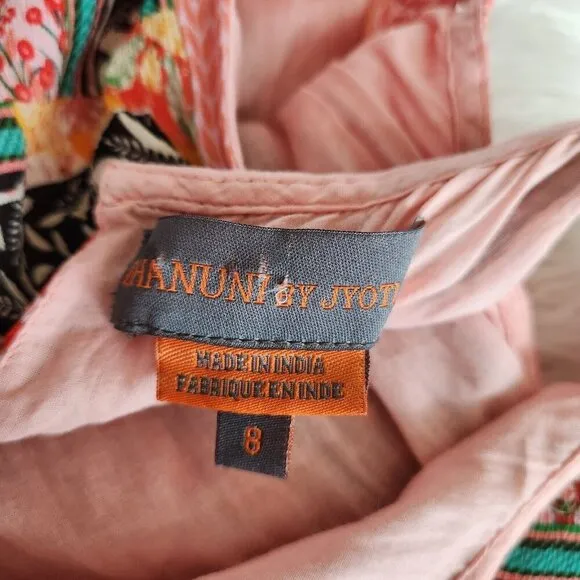 HANUNI BY JYOT
MADE IN INDIA
FABRIQUE EN INDE
8